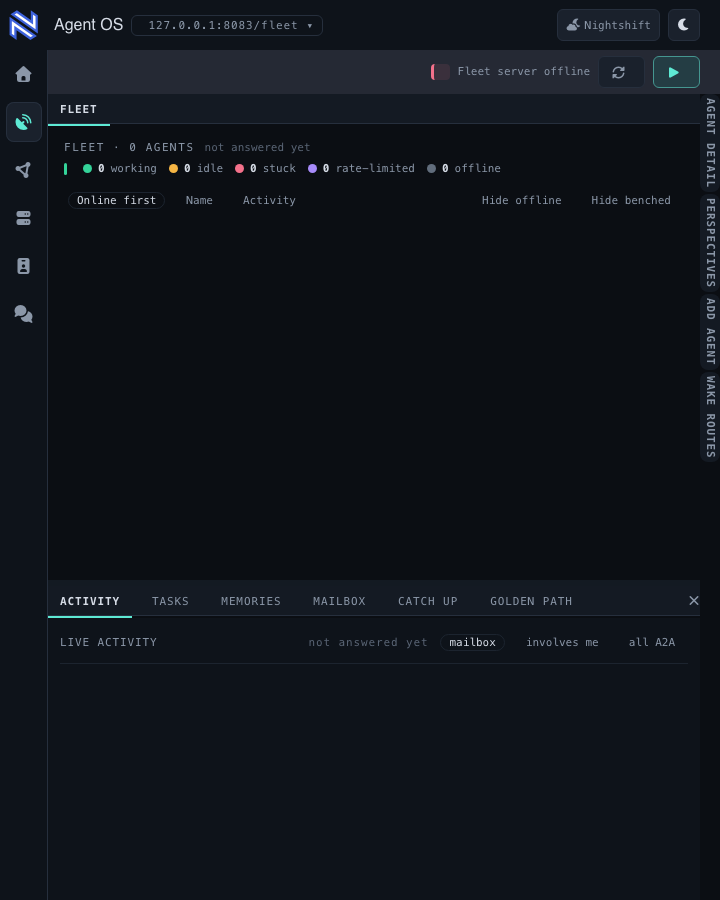 Agent OS 127.0.0.1:8083/fleet ▾ Nightshift
Fleet server offline
FLEET
FLEET · 0 AGENTS not answered yet
0 working 0 idle 0 stuck 0 rate-limited 0 offline
Online first Name Activity Hide offline Hide benched
AGENT DETAIL
PERSPECTIVES
ADD AGENT
WAKE ROUTES
ACTIVITY TASKS MEMORIES MAILBOX CATCH UP GOLDEN PATH
LIVE ACTIVITY not answered yet mailbox involves me all A2A